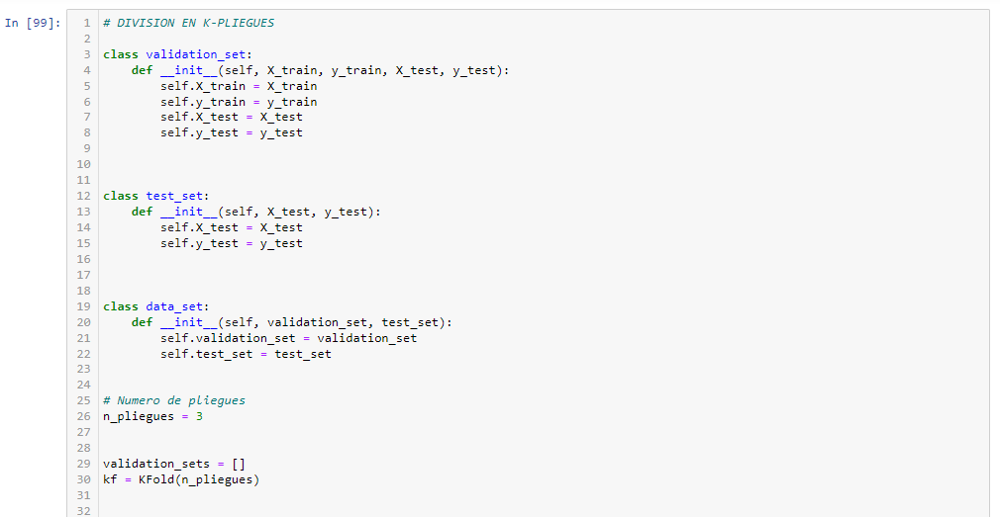 In [99]:
1 # DIVISION EN K-PLIEGUES
2
3 class validation_set:
4     def __init__(self, X_train, y_train, X_test, y_test):
5         self.X_train = X_train
6         self.y_train = y_train
7         self.X_test = X_test
8         self.y_test = y_test
9
10
11
12 class test_set:
13     def __init__(self, X_test, y_test):
14         self.X_test = X_test
15         self.y_test = y_test
16
17
18
19 class data_set:
20     def __init__(self, validation_set, test_set):
21         self.validation_set = validation_set
22         self.test_set = test_set
23
24
25 # Numero de pliegues
26 n_pliegues = 3
27
28
29 validation_sets = []
30 kf = KFold(n_pliegues)
31
32